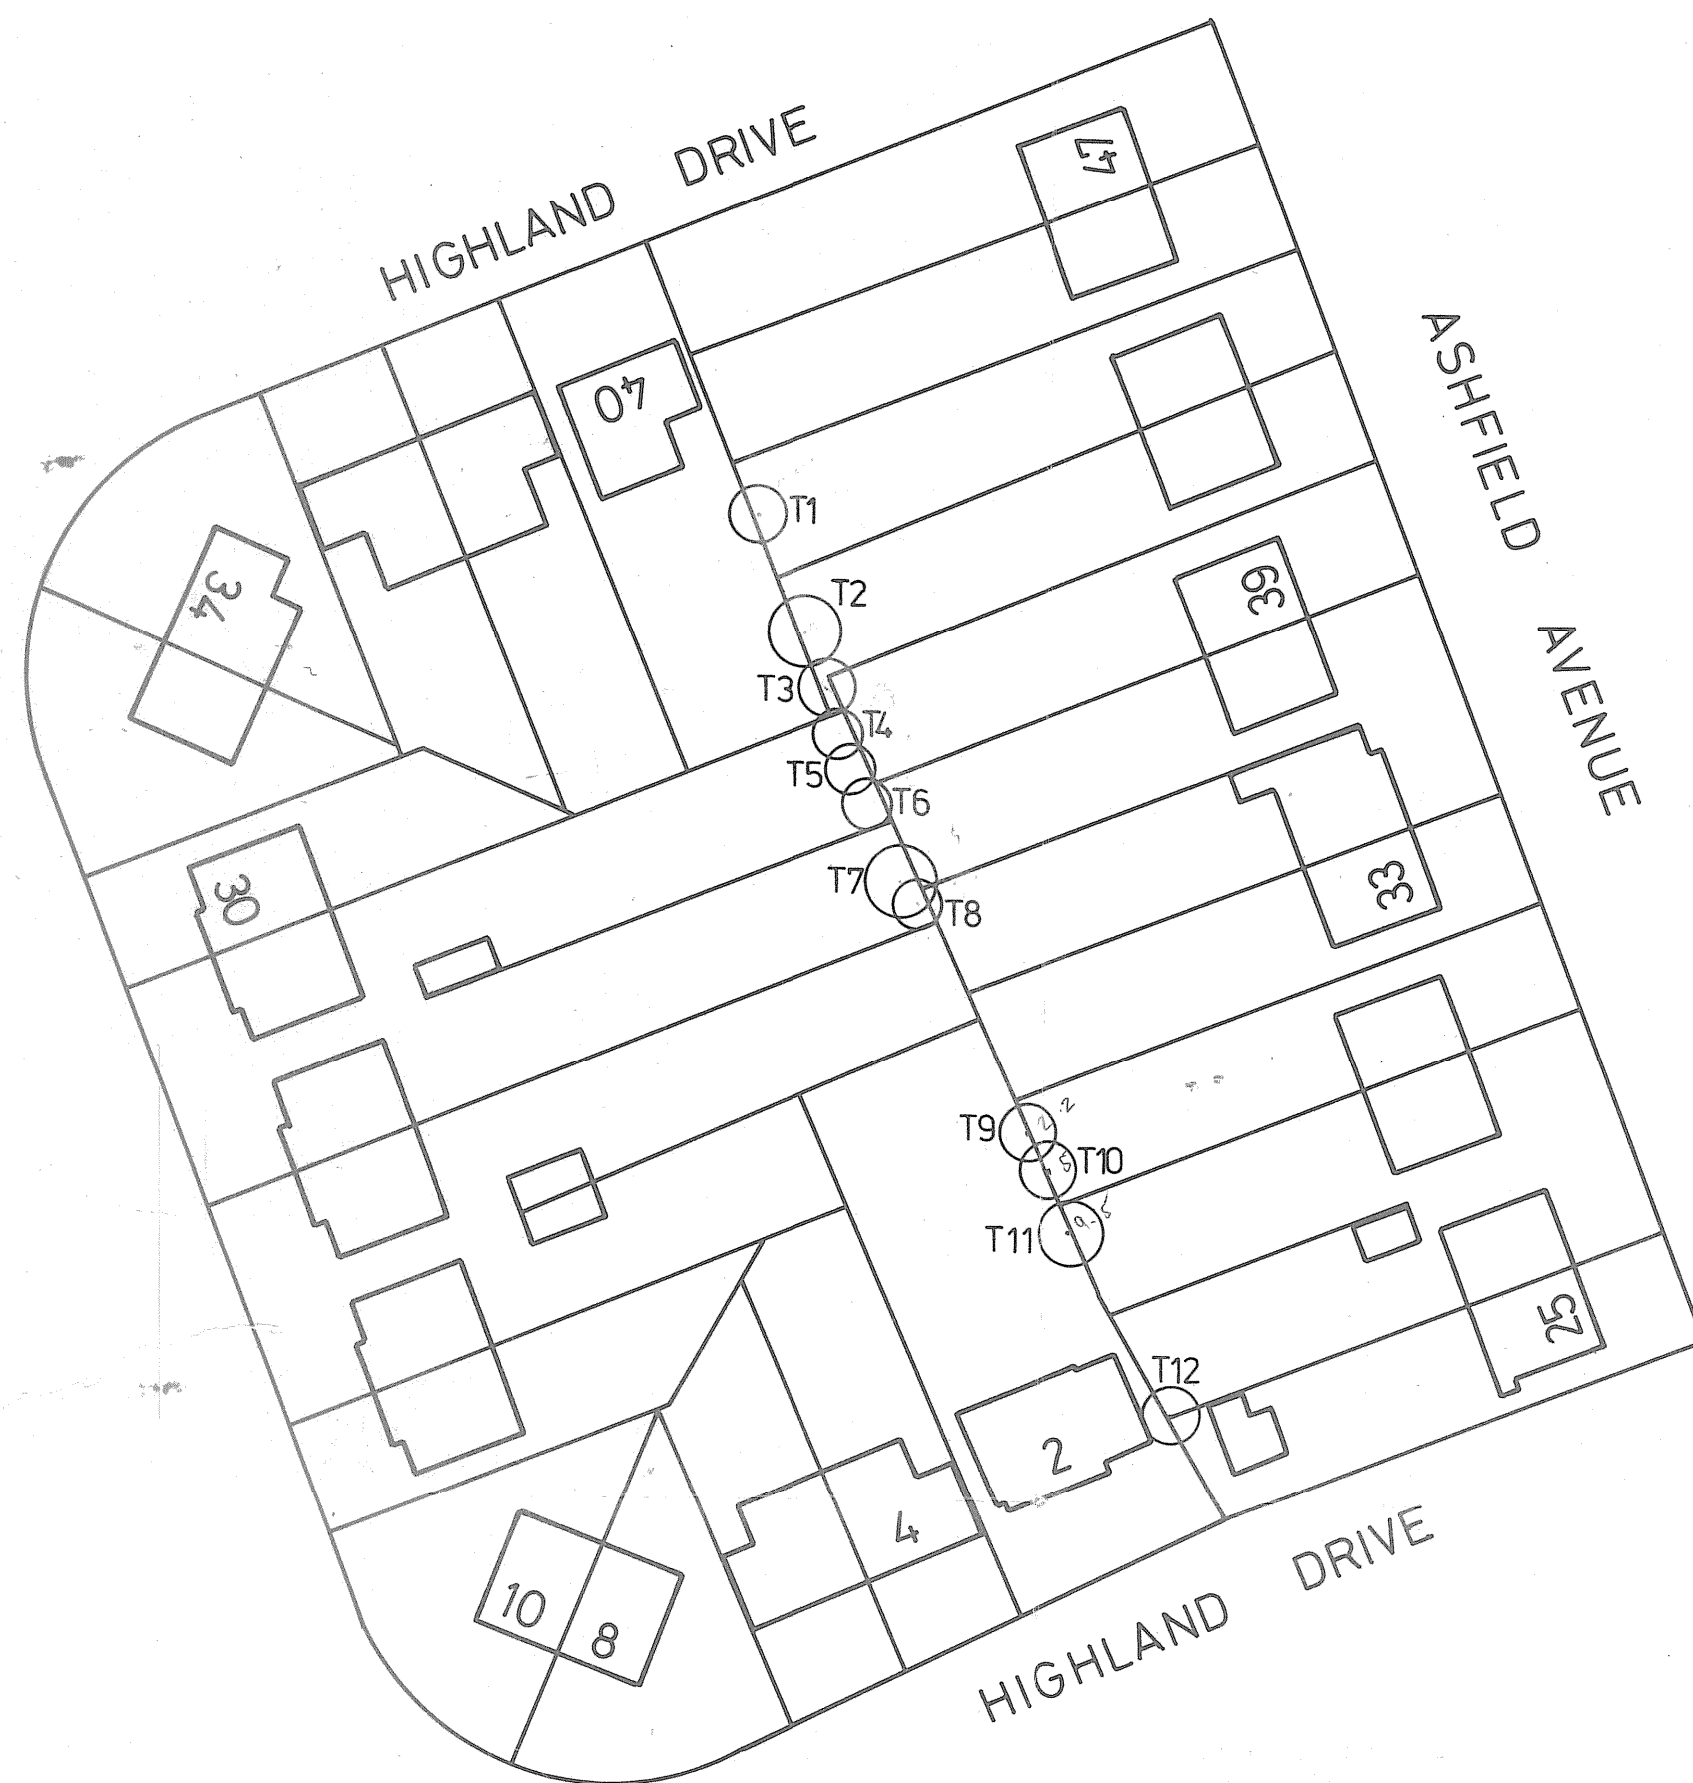 HIGHLAND DRIVE
47
40
ASHFIELD AVENUE
T1
34
T2
39
T3
T4
T5
T6
T7
T8
33
30
T9
T10
T11
25
T12
2
4
10
8
HIGHLAND DRIVE